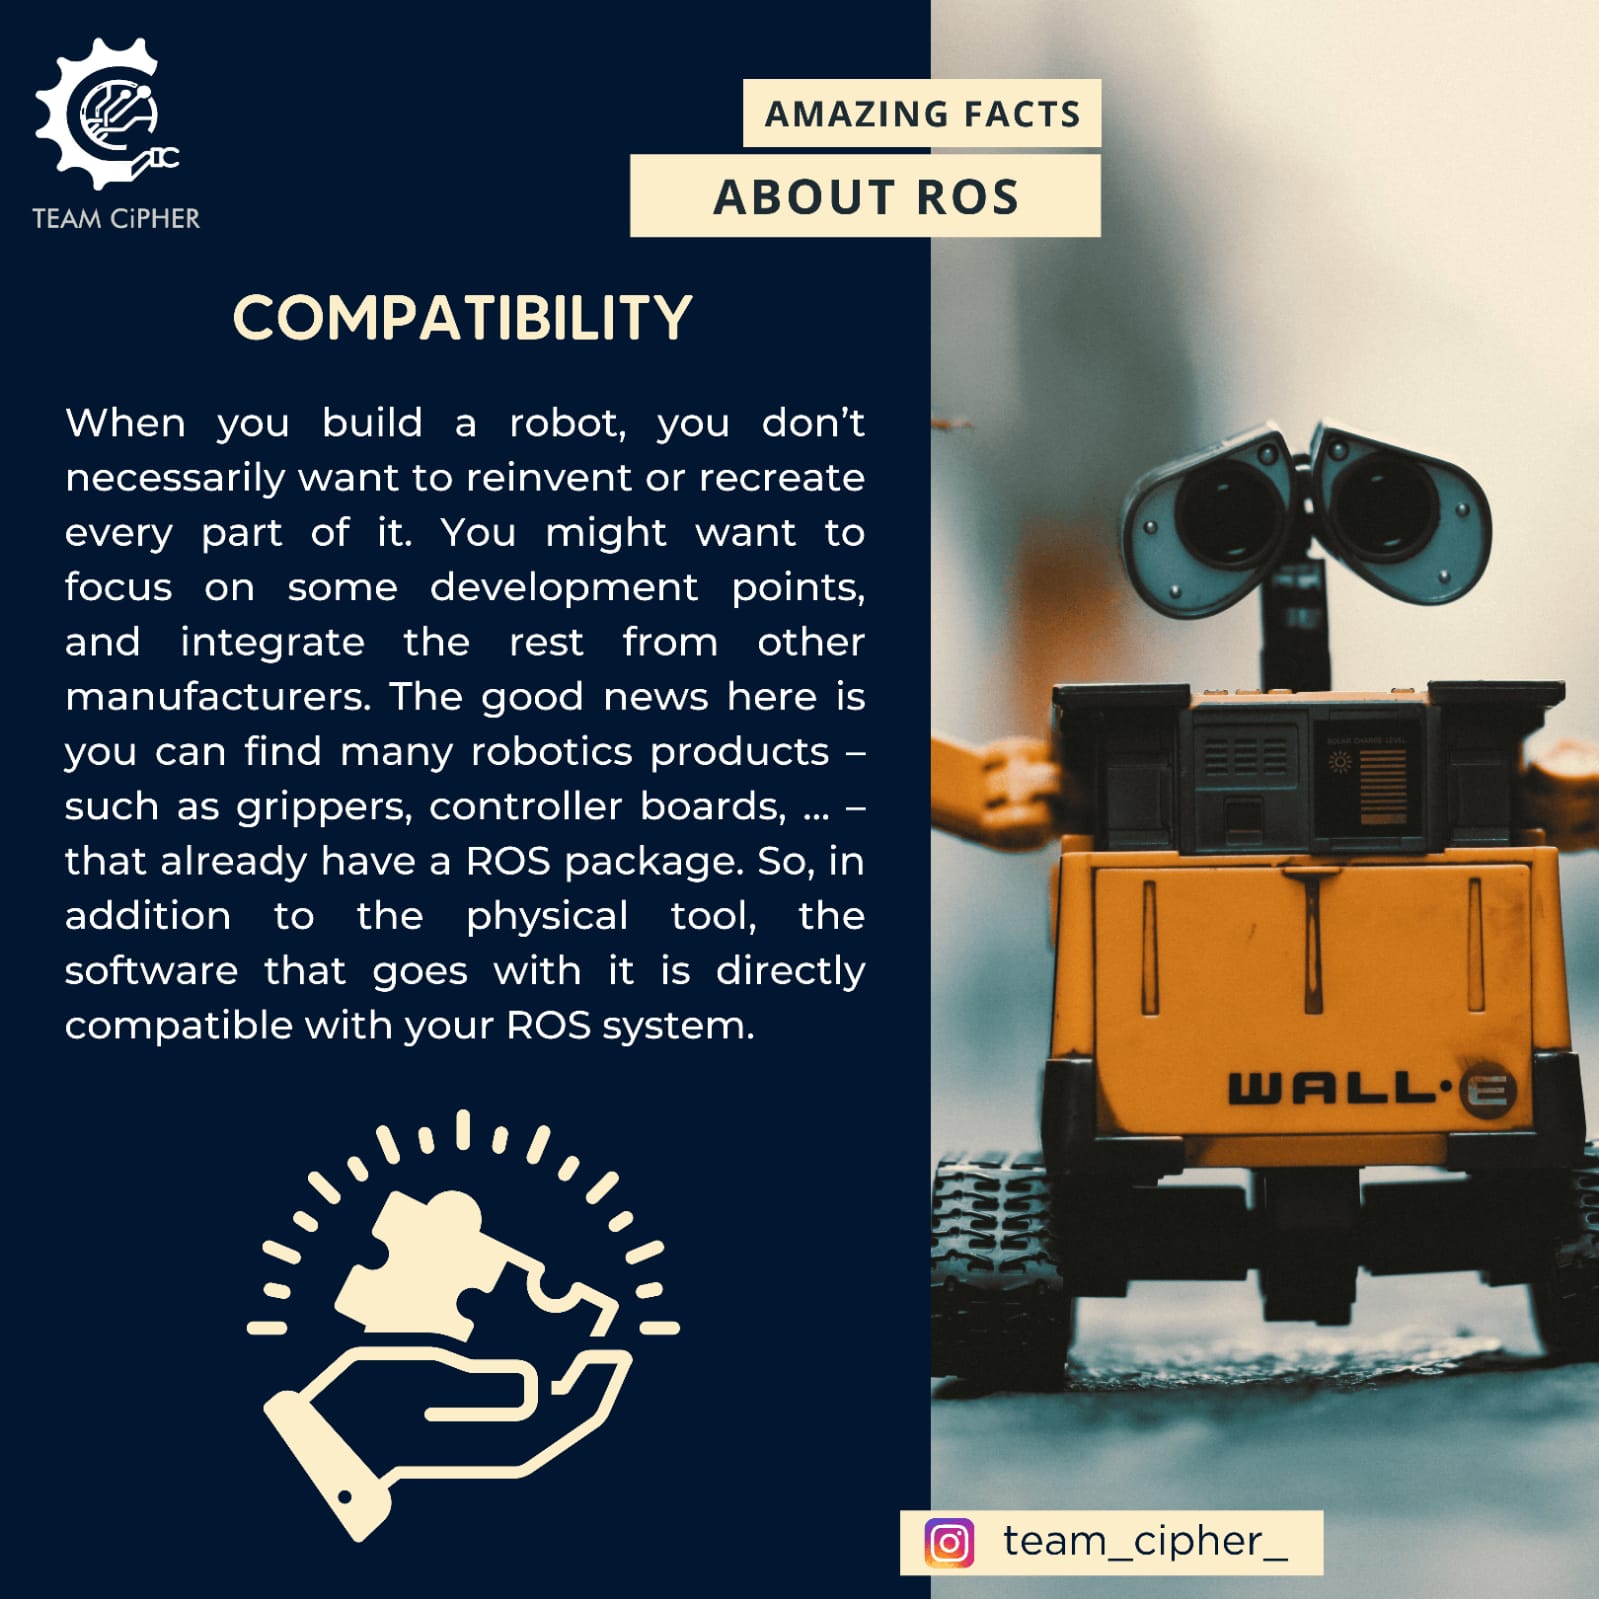 TEAM CiPHER
AMAZING FACTS
ABOUT ROS
COMPATIBILITY
When you build a robot, you don’t
necessarily want to reinvent or recreate
every part of it. You might want to
focus on some development points,
and integrate the rest from other
manufacturers. The good news here is
you can find many robotics products –
such as grippers, controller boards, ... –
that already have a ROS package. So, in
addition to the physical tool, the
software that goes with it is directly
compatible with your ROS system.
SOLAR CHARGE LEVEL
WALL•E
team_cipher_